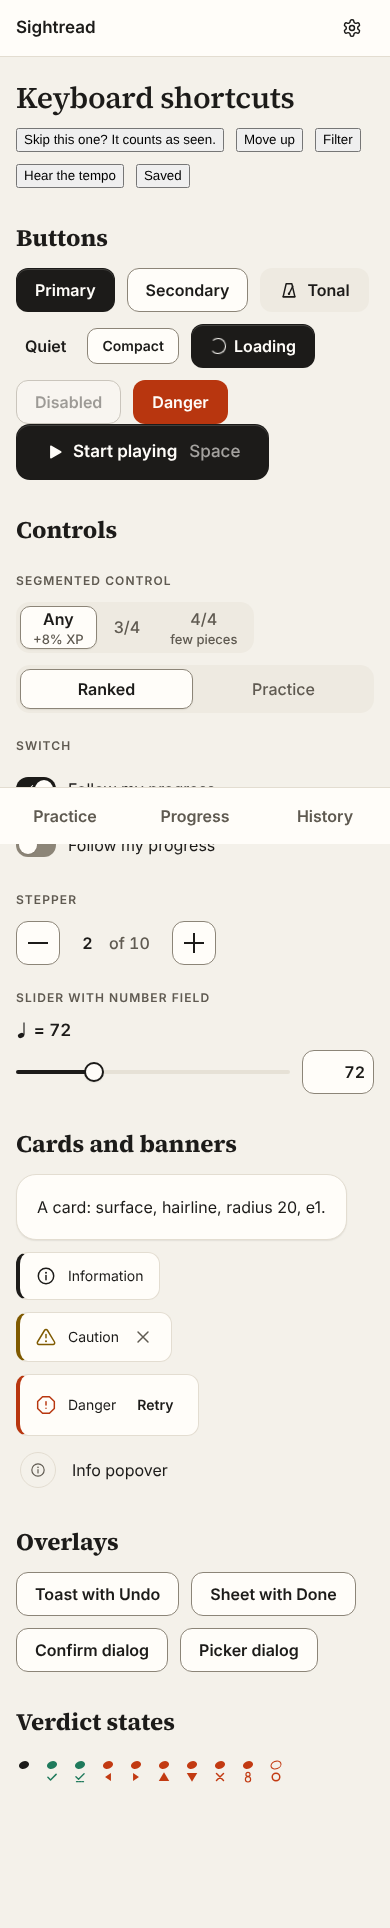 Sightread
Keyboard shortcuts
Skip this one? It counts as seen. Move up Filter
Hear the tempo Saved
Buttons
Primary Secondary Tonal
Quiet Compact Loading
Disabled Danger
Start playing Space
Controls
SEGMENTED CONTROL
Any 3/4 4/4
+8% XP few pieces
Ranked Practice
SWITCH
Follow my progress
Practice Progress History
Follow my progress
STEPPER
2 of 10
SLIDER WITH NUMBER FIELD
♩ = 72
72
Cards and banners
A card: surface, hairline, radius 20, e1.
Information
Caution
Danger Retry
Info popover
Overlays
Toast with Undo Sheet with Done
Confirm dialog Picker dialog
Verdict states